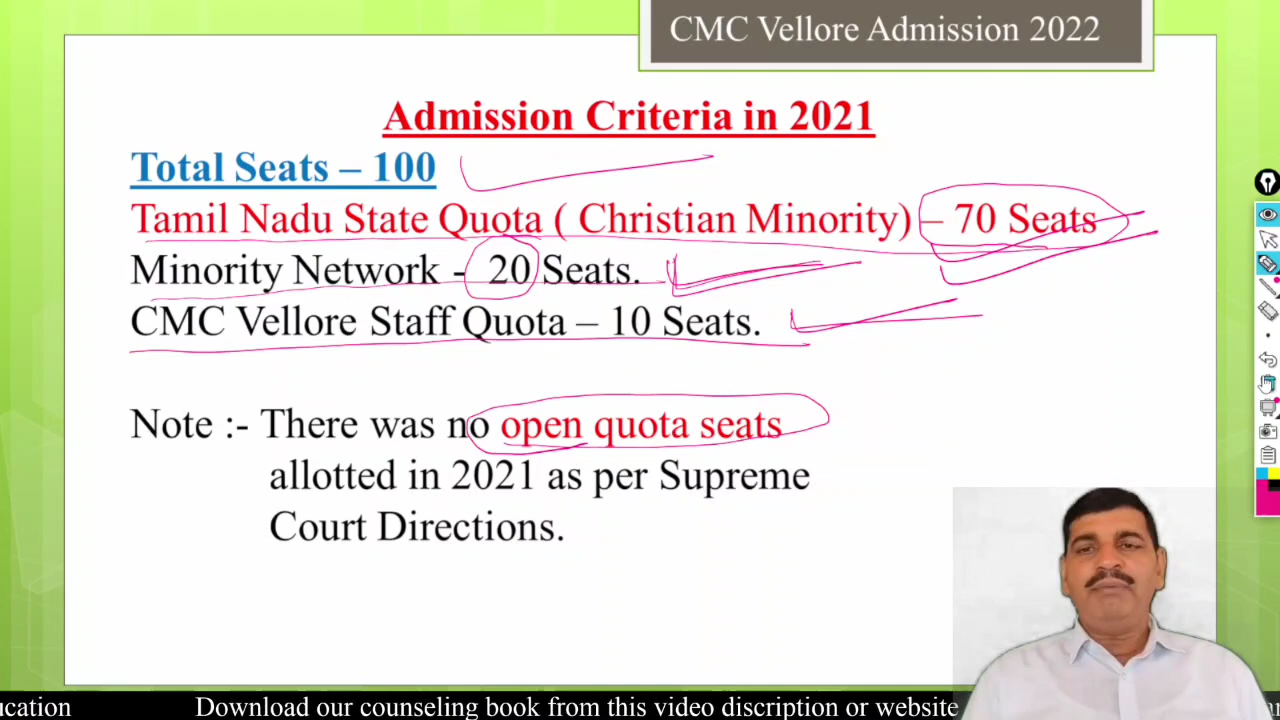 CMC Vellore Admission 2022
Admission Criteria in 2021
Total Seats – 100
Tamil Nadu State Quota ( Christian Minority) – 70 Seats
Minority Network - 20 Seats.
CMC Vellore Staff Quota – 10 Seats.
Note :- There was no open quota seats
allotted in 2021 as per Supreme
Court Directions.
Download our counseling book from this video discription or website